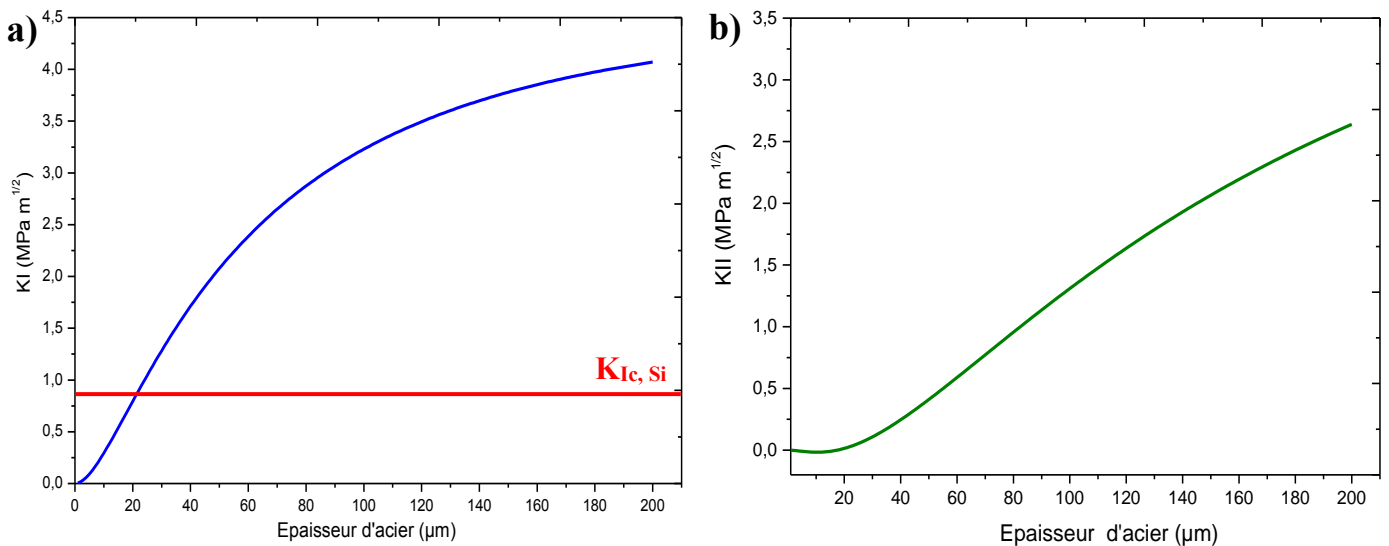 a)
4,5
4,0
3,5
3,0
2,5
2,0
1,5
1,0
0,5
0,0
KI (MPa m^1/2)
K_Ic, Si
0 20 40 60 80 100 120 140 160 180 200
Epaisseur d'acier (µm)
b)
3,5
3,0
2,5
2,0
1,5
1,0
0,5
0,0
KII (MPa m^1/2)
20 40 60 80 100 120 140 160 180 200
Epaisseur d'acier (µm)